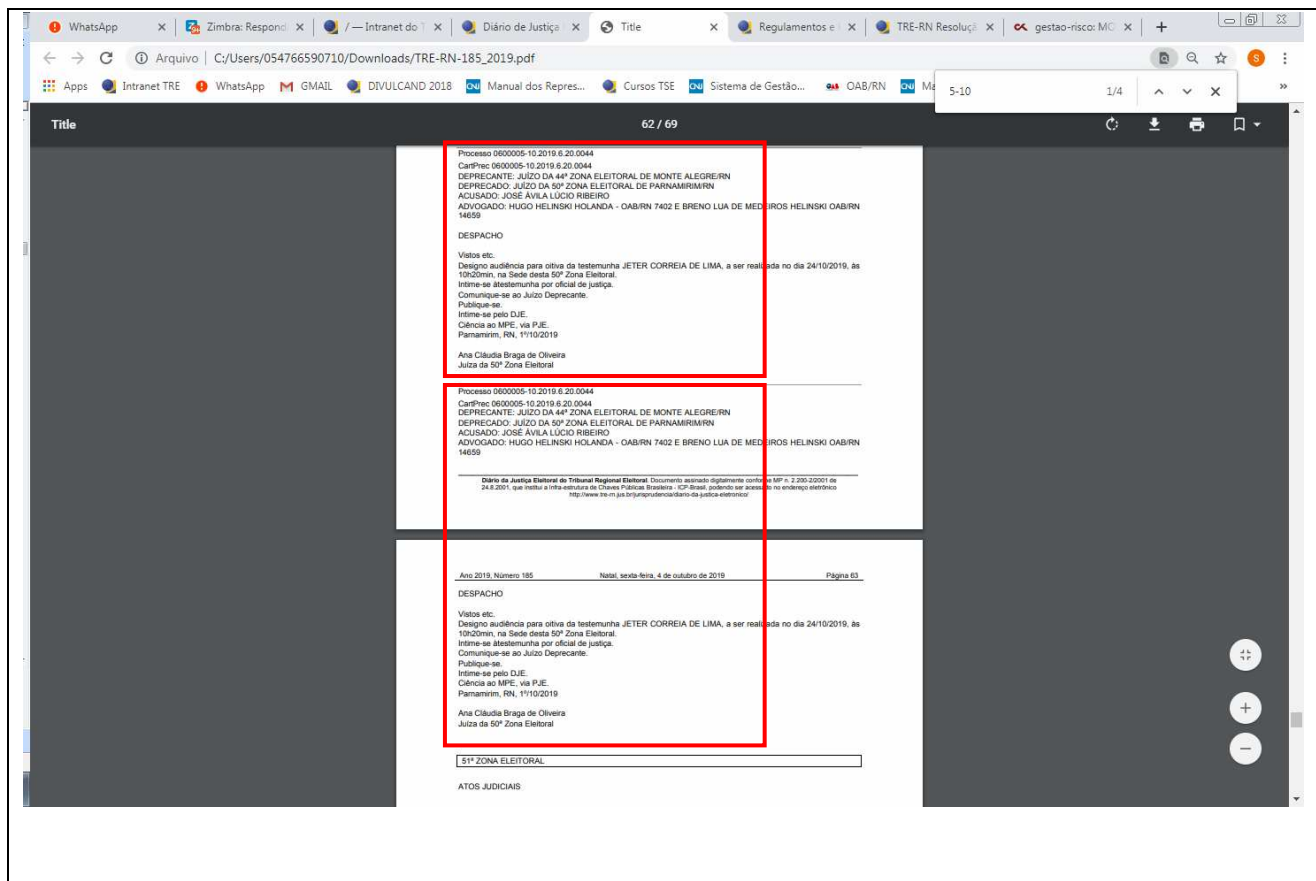 WhatsApp
Zimbra: Respond
/ — Intranet do T
Diário de Justiça
Title
Regulamentos e
TRE-RN Resoluçã
gestao-risco: MO
Arquivo | C:/Users/054766590710/Downloads/TRE-RN-185_2019.pdf
S
Apps
Intranet TRE
WhatsApp
GMAIL
DIVULCAND 2018
Manual dos Repres...
Cursos TSE
Sistema de Gestão...
OAB/RN
Ma
5-10
1/4
Title
62 / 69
Processo 0600005-10.2019.6.20.0044
CartPrec 0600005-10.2019.6.20.0044
DEPRECANTE: JUÍZO DA 44ª ZONA ELEITORAL DE MONTE ALEGRE/RN
DEPRECADO: JUÍZO DA 50ª ZONA ELEITORAL DE PARNAMIRIM/RN
ACUSADO: JOSÉ ÁVILA LÚCIO RIBEIRO
ADVOGADO: HUGO HELINSKI HOLANDA - OAB/RN 7402 E BRENO LUA DE MEDEIROS HELINSKI OAB/RN
14659
DESPACHO
Vistos etc.
Designo audiência para oitiva da testemunha JETER CORREIA DE LIMA, a ser realizada no dia 24/10/2019, às
10h20min, na Sede desta 50ª Zona Eleitoral.
Intime-se àtestemunha por oficial de justiça.
Comunique-se ao Juízo Deprecante.
Publique-se.
Intime-se pelo DJE.
Ciência ao MPE, via PJE.
Parnamirim, RN, 1º/10/2019
Ana Cláudia Braga de Oliveira
Juíza da 50ª Zona Eleitoral
Processo 0600005-10.2019.6.20.0044
CartPrec 0600005-10.2019.6.20.0044
DEPRECANTE: JUÍZO DA 44ª ZONA ELEITORAL DE MONTE ALEGRE/RN
DEPRECADO: JUÍZO DA 50ª ZONA ELEITORAL DE PARNAMIRIM/RN
ACUSADO: JOSÉ ÁVILA LÚCIO RIBEIRO
ADVOGADO: HUGO HELINSKI HOLANDA - OAB/RN 7402 E BRENO LUA DE MEDEIROS HELINSKI OAB/RN
14659
Diário da Justiça Eleitoral do Tribunal Regional Eleitoral. Documento assinado digitalmente conforme MP n. 2.200-2/2001 de
24.8.2001, que institui a Infra-estrutura de Chaves Públicas Brasileira - ICP-Brasil, podendo ser acessado no endereço eletrônico
http://www.tre-rn.jus.br/jurisprudencia/diario-da-justica-eletronico/
Ano 2019, Número 185
Natal, sexta-feira, 4 de outubro de 2019
Página 63
DESPACHO
Vistos etc.
Designo audiência para oitiva da testemunha JETER CORREIA DE LIMA, a ser realizada no dia 24/10/2019, às
10h20min, na Sede desta 50ª Zona Eleitoral.
Intime-se àtestemunha por oficial de justiça.
Comunique-se ao Juízo Deprecante.
Publique-se.
Intime-se pelo DJE.
Ciência ao MPE, via PJE.
Parnamirim, RN, 1º/10/2019
Ana Cláudia Braga de Oliveira
Juíza da 50ª Zona Eleitoral
51ª ZONA ELEITORAL
ATOS JUDICIAIS